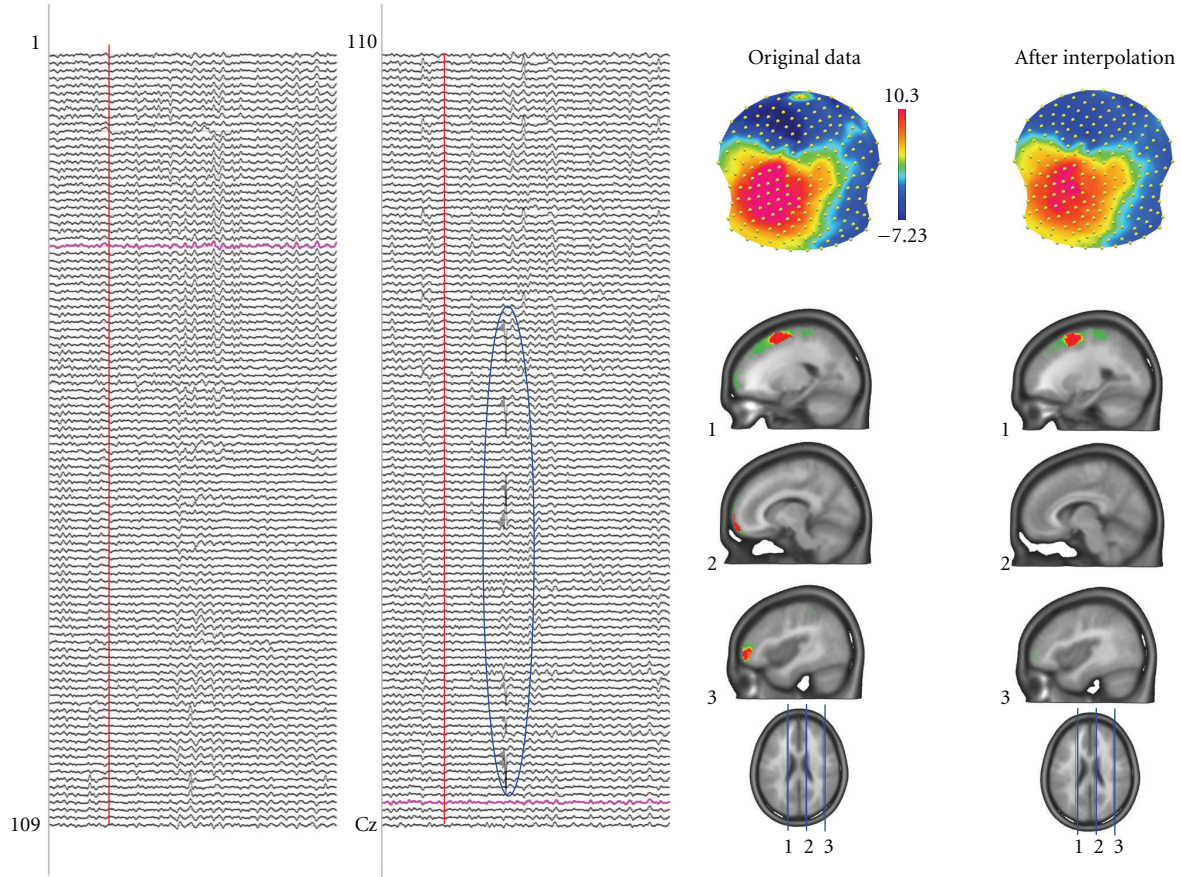 1
109
110
Cz
Original data
After interpolation
10.3
−7.23
1
1
2
2
3
3
1 2 3
1 2 3